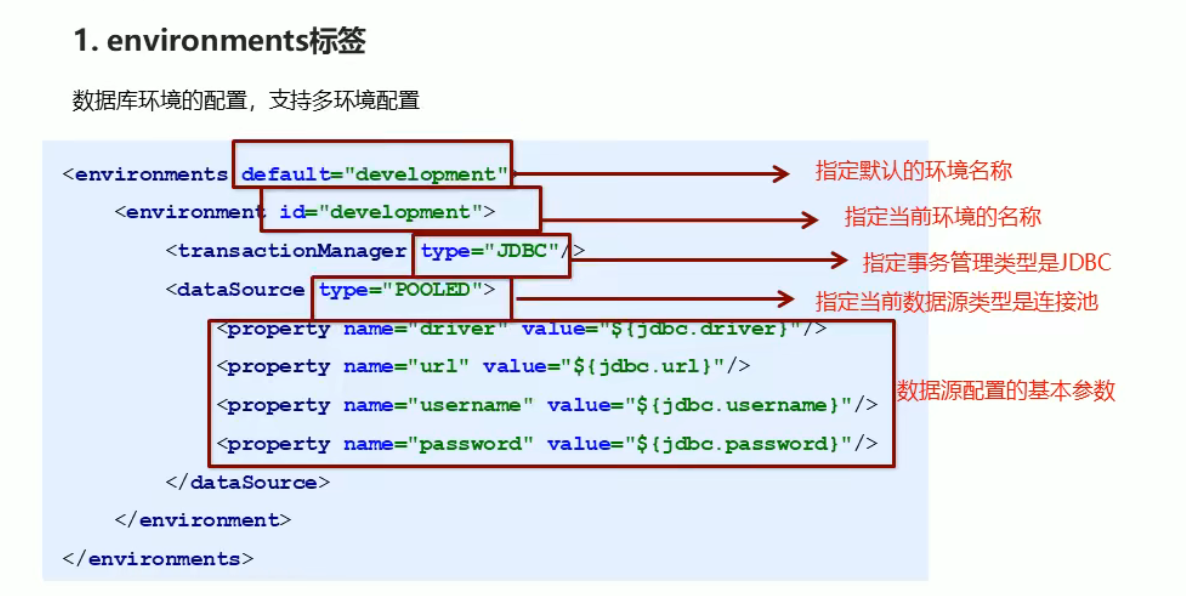 1. environments标签
数据库环境的配置，支持多环境配置
<environments default="development"> 指定默认的环境名称
<environment id="development"> 指定当前环境的名称
<transactionManager type="JDBC"/> 指定事务管理类型是JDBC
<dataSource type="POOLED"> 指定当前数据源类型是连接池
<property name="driver" value="${jdbc.driver}"/>
<property name="url" value="${jdbc.url}"/>
<property name="username" value="${jdbc.username}"/> 数据源配置的基本参数
<property name="password" value="${jdbc.password}"/>
</dataSource>
</environment>
</environments>